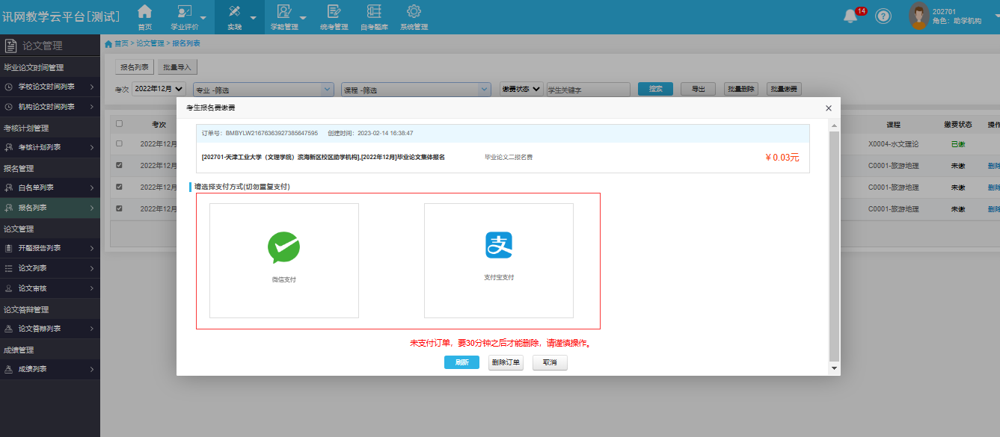 讯网教学云平台[测试]
首页
学业评价
实践
学籍管理
统考管理
自考题库
系统管理
14
202701
角色：助学机构
论文管理
毕业论文时间管理
学校论文时间列表
机构论文时间列表
考核计划管理
考核计划列表
报名管理
白名单列表
报名列表
论文管理
开题报告列表
论文列表
论文审核
论文答辩管理
论文答辩列表
成绩管理
成绩列表
首页 > 论文管理 > 报名列表
报名列表 批量导入
考次 2022年12月 专业 -筛选 课程 -筛选 缴费状态 学生关键字 搜索 导出 批量删除 批量缴费
考次 课程 缴费状态 操作
2022年12月 X0004-水文理论 已缴
2022年12月 C0001-旅游地理 未缴 删除
2022年12月 C0001-旅游地理 未缴 删除
2022年12月 C0001-旅游地理 未缴 删除
考生报名费缴费
订单号：BMBYLW21676363927385647595 创建时间：2023-02-14 16:38:47
[202701-天津工业大学（文理学院）滨海新区校区助学机构],[2022年12月]毕业论文集体报名 毕业论文二报名费 ￥0.03元
请选择支付方式(切勿重复支付)
微信支付
支
支付宝支付
未支付订单，要30分钟之后才能删除，请谨慎操作。
刷新 删除订单 取消